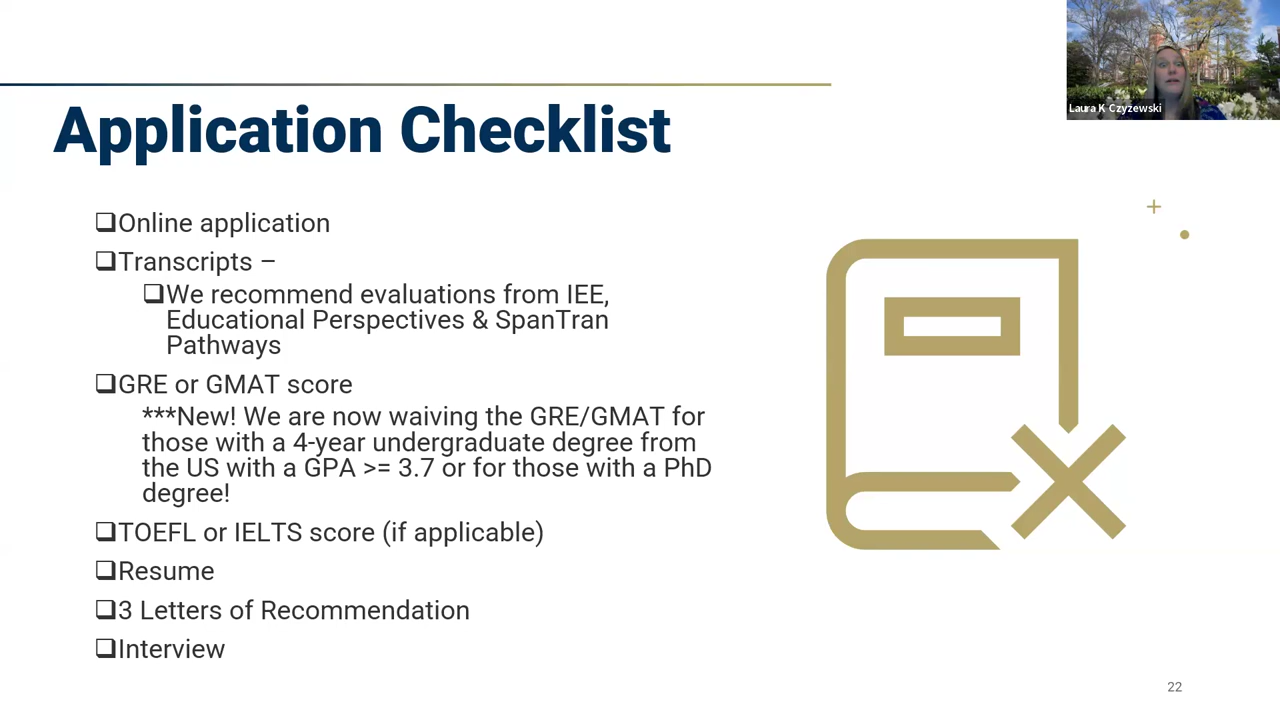 Laura K Czyzewski
Application Checklist
❑Online application
❑Transcripts –
❑We recommend evaluations from IEE,
Educational Perspectives & SpanTran
Pathways
❑GRE or GMAT score
***New! We are now waiving the GRE/GMAT for
those with a 4-year undergraduate degree from
the US with a GPA >= 3.7 or for those with a PhD
degree!
❑TOEFL or IELTS score (if applicable)
❑Resume
❑3 Letters of Recommendation
❑Interview
22